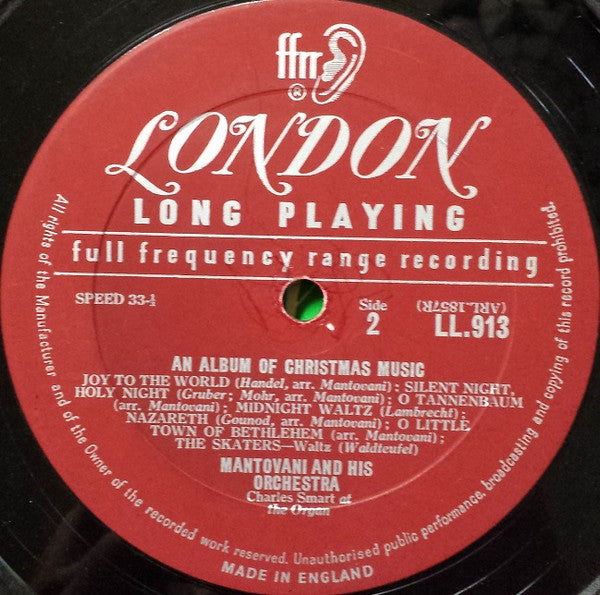 ffrr
®
LONDON
LONG PLAYING
full frequency range recording
SPEED 33⅓
Side
2
(ARL.1857R)
LL.913
AN ALBUM OF CHRISTMAS MUSIC
JOY TO THE WORLD (Handel, arr. Mantovani) ; SILENT NIGHT,
HOLY NIGHT (Gruber ; Mohr, arr. Mantovani) ; O TANNENBAUM
(arr. Mantovani) ; MIDNIGHT WALTZ (Lambrecht) ;
NAZARETH (Gounod, arr. Mantovani) ; O LITTLE
TOWN OF BETHLEHEM (arr. Mantovani) ;
THE SKATERS—Waltz (Waldteufel)
MANTOVANI AND HIS
ORCHESTRA
Charles Smart at
the Organ
All rights of the Manufacturer and of the Owner of the recorded work reserved. Unauthorised public performance, broadcasting and copying of this record prohibited.
MADE IN ENGLAND